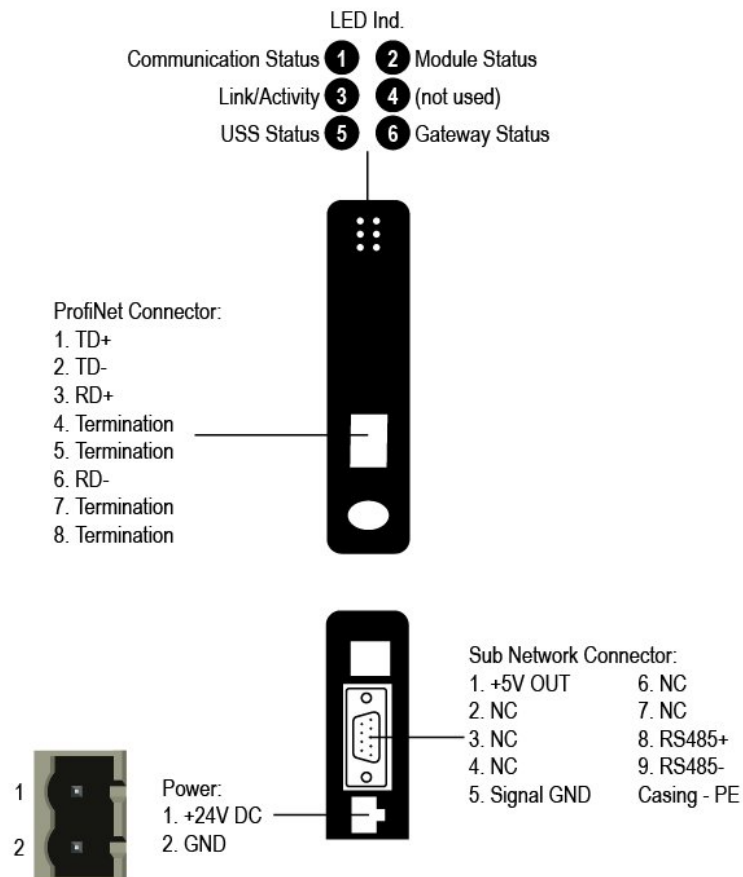 LED Ind.
Communication Status 1 2 Module Status
Link/Activity 3 4 (not used)
USS Status 5 6 Gateway Status
ProfiNet Connector:
1. TD+
2. TD-
3. RD+
4. Termination
5. Termination
6. RD-
7. Termination
8. Termination
Sub Network Connector:
1. +5V OUT 6. NC
2. NC 7. NC
3. NC 8. RS485+
4. NC 9. RS485-
5. Signal GND Casing - PE
Power:
1. +24V DC
2. GND
1
2